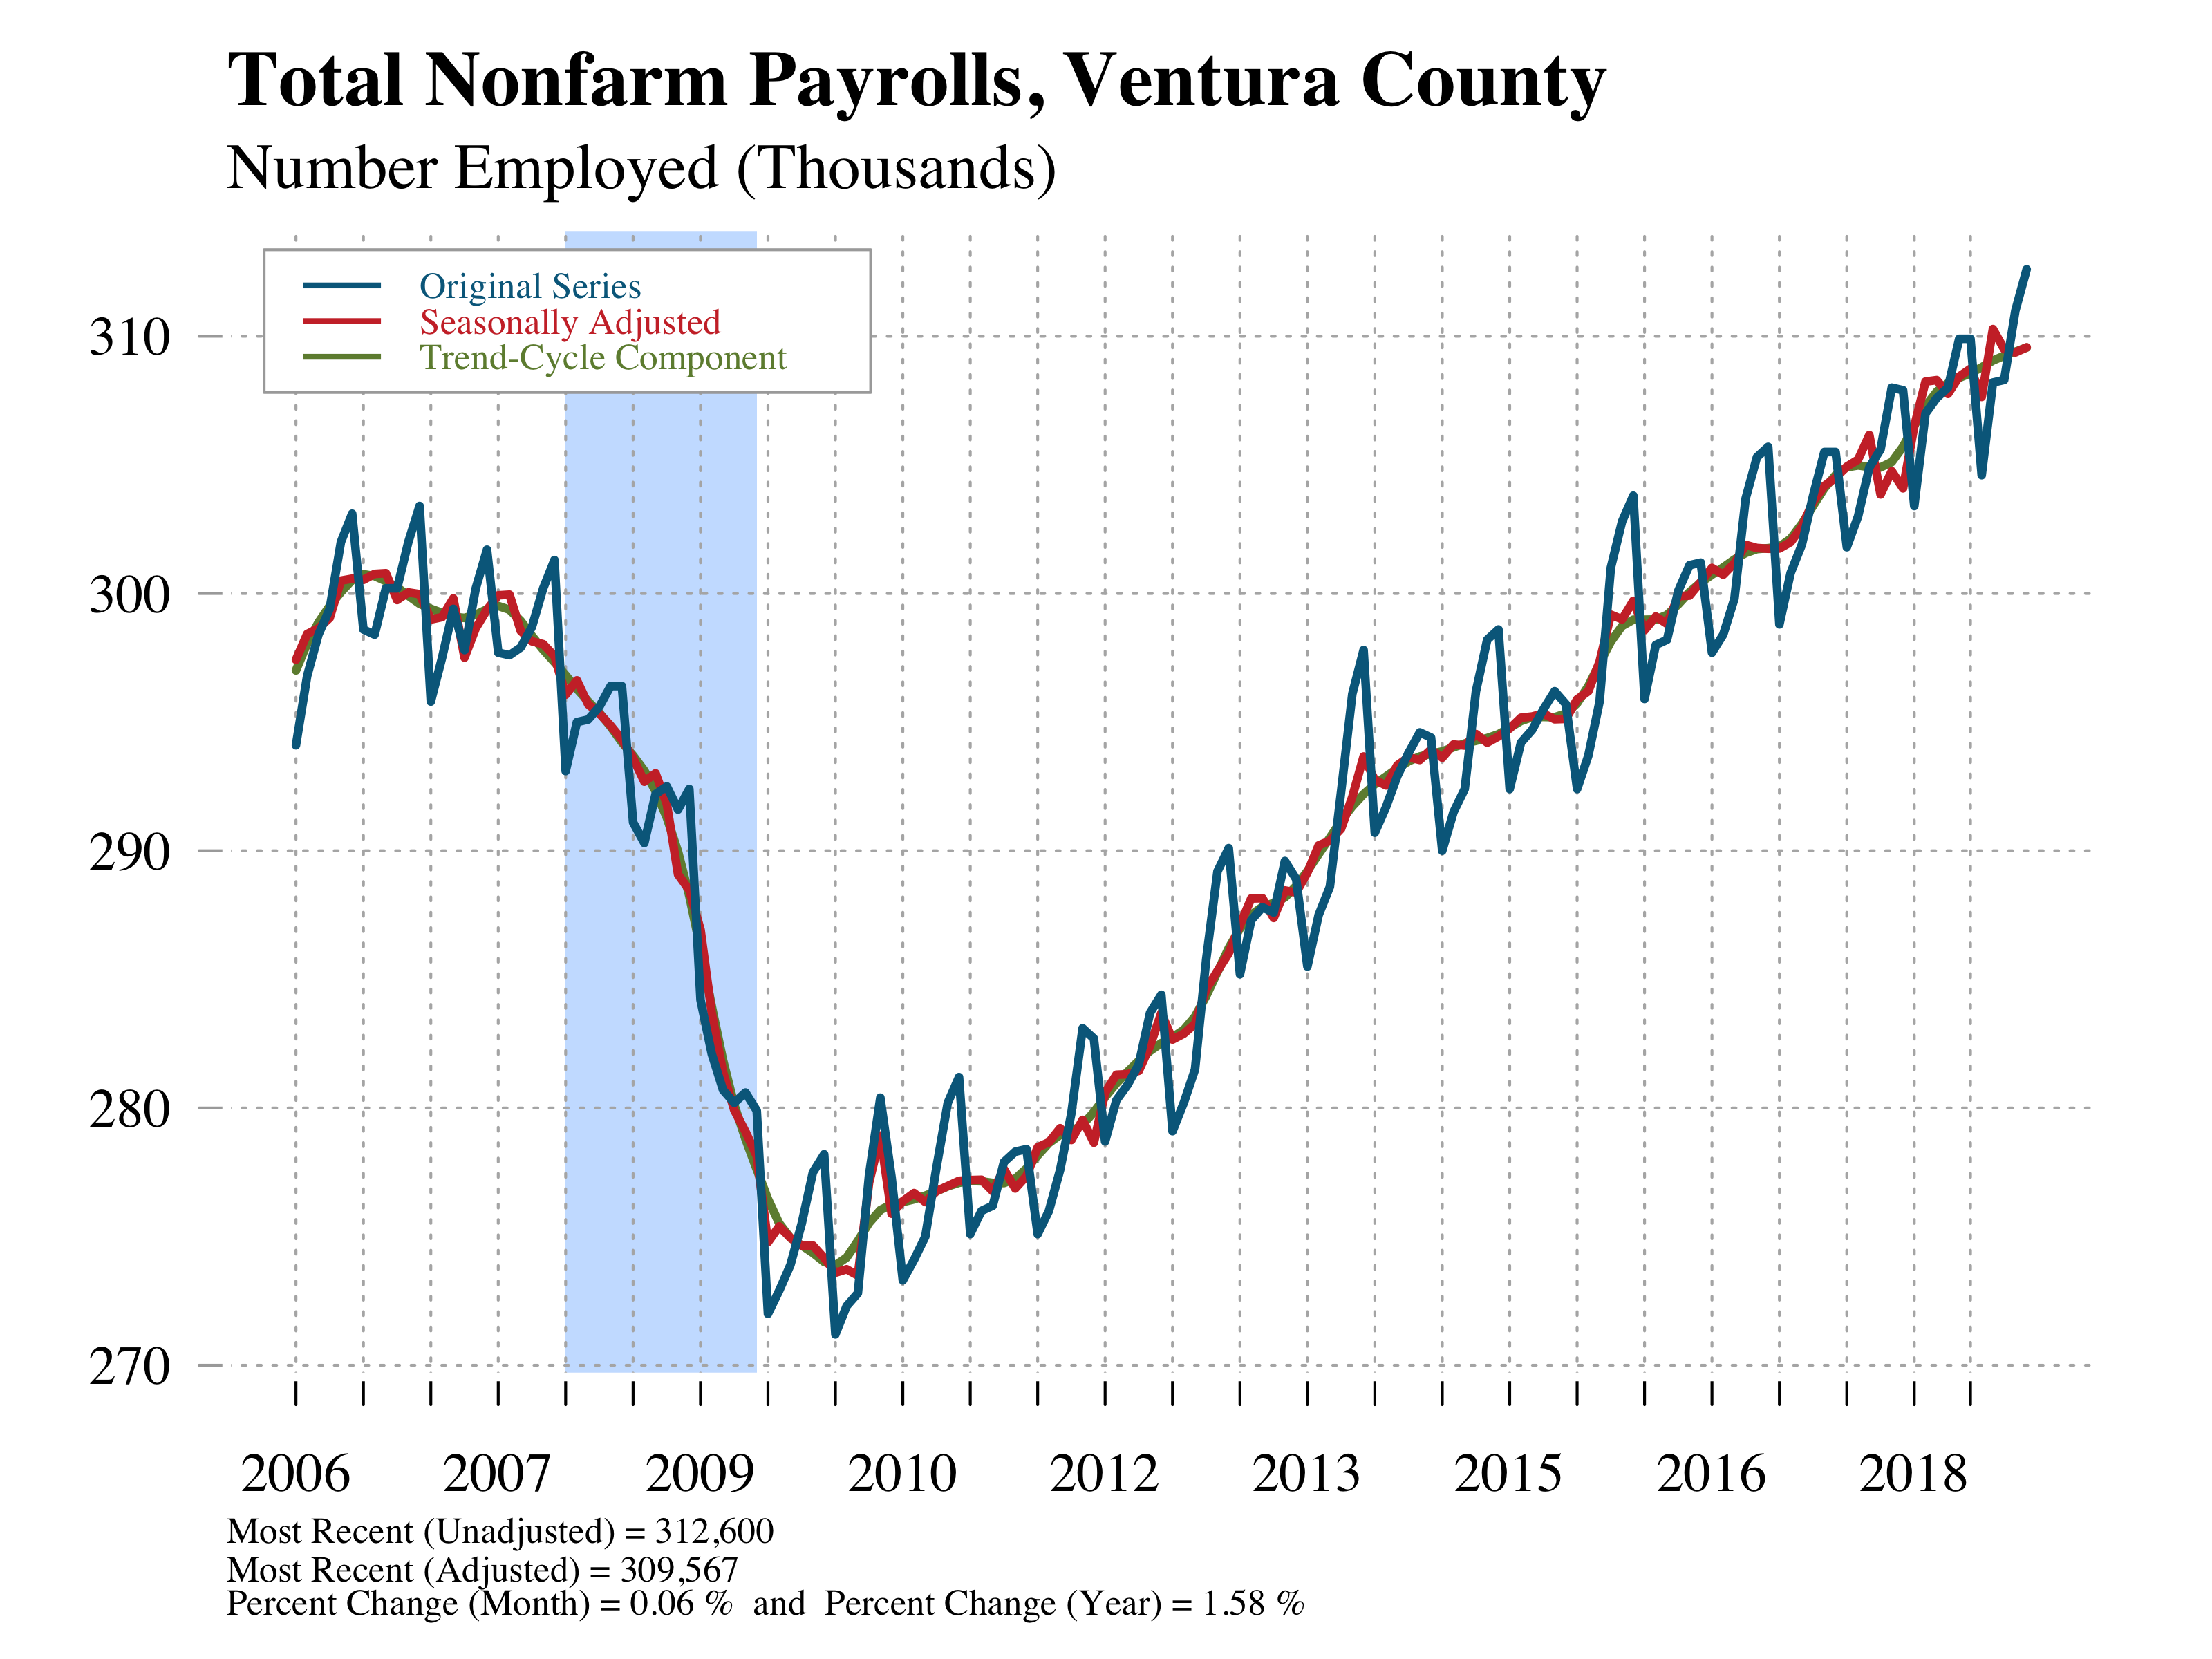 Total Nonfarm Payrolls, Ventura County
Number Employed (Thousands)
Original Series
Seasonally Adjusted
Trend-Cycle Component
310
300
290
280
270
2006 2007 2009 2010 2012 2013 2015 2016 2018
Most Recent (Unadjusted) = 312,600
Most Recent (Adjusted) = 309,567
Percent Change (Month) = 0.06 % and Percent Change (Year) = 1.58 %